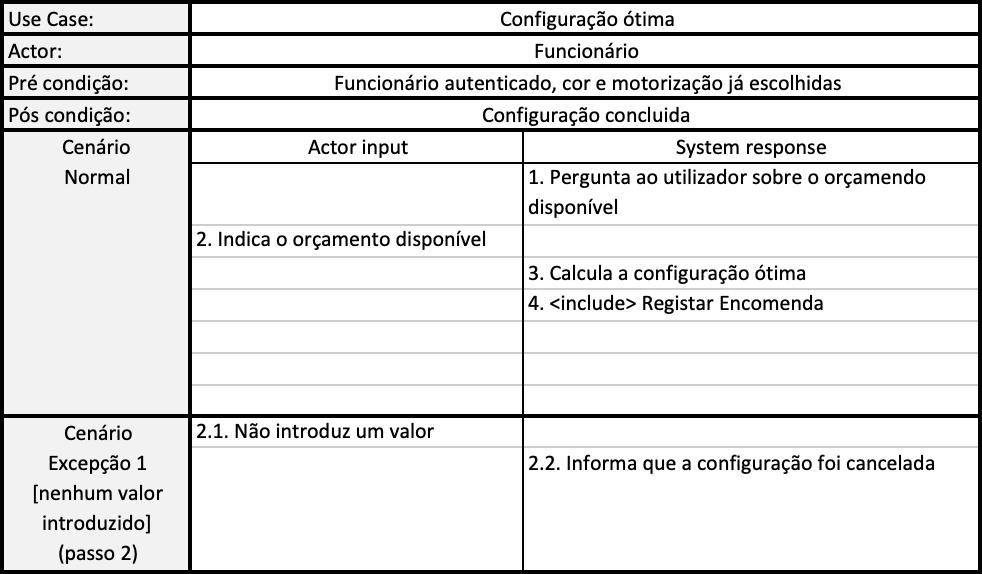 Use Case:
Configuração ótima
Actor:
Funcionário
Pré condição:
Funcionário autenticado, cor e motorização já escolhidas
Pós condição:
Configuração concluida
Cenário
Normal
Actor input
System response
1. Pergunta ao utilizador sobre o orçamendo
disponível
2. Indica o orçamento disponível
3. Calcula a configuração ótima
4. <include> Registar Encomenda
Cenário
Excepção 1
[nenhum valor
introduzido]
(passo 2)
2.1. Não introduz um valor
2.2. Informa que a configuração foi cancelada